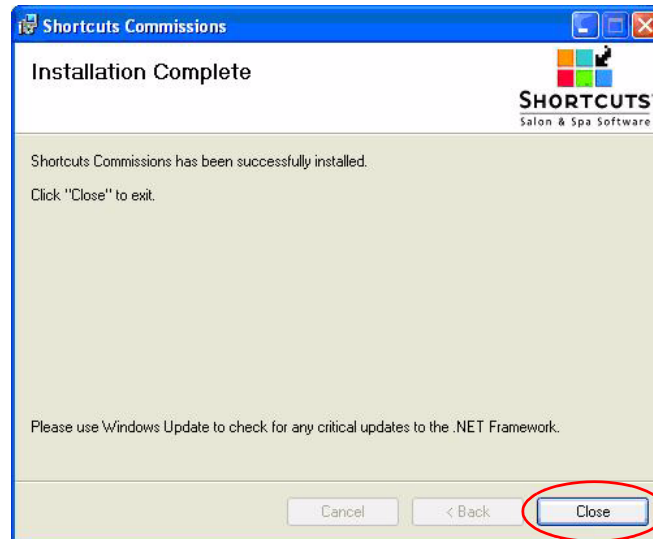 Shortcuts Commissions
Installation Complete
SHORTCUTS
Salon & Spa Software
Shortcuts Commissions has been successfully installed.
Click "Close" to exit.
Please use Windows Update to check for any critical updates to the .NET Framework.
Cancel
< Back
Close